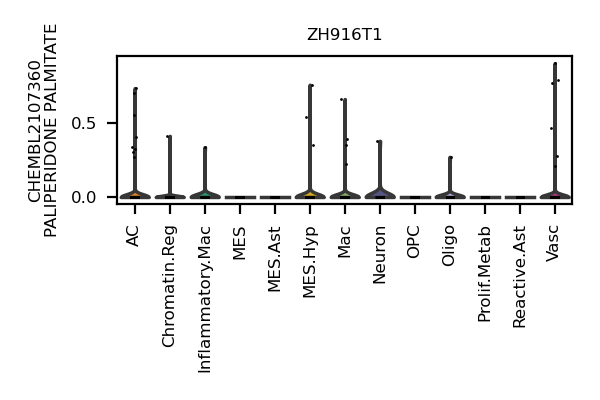 ZH916T1
CHEMBL2107360
PALIPERIDONE PALMITATE
0.5
0.0
AC
Chromatin.Reg
Inflammatory.Mac
MES
MES.Ast
MES.Hyp
Mac
Neuron
OPC
Oligo
Prolif.Metab
Reactive.Ast
Vasc